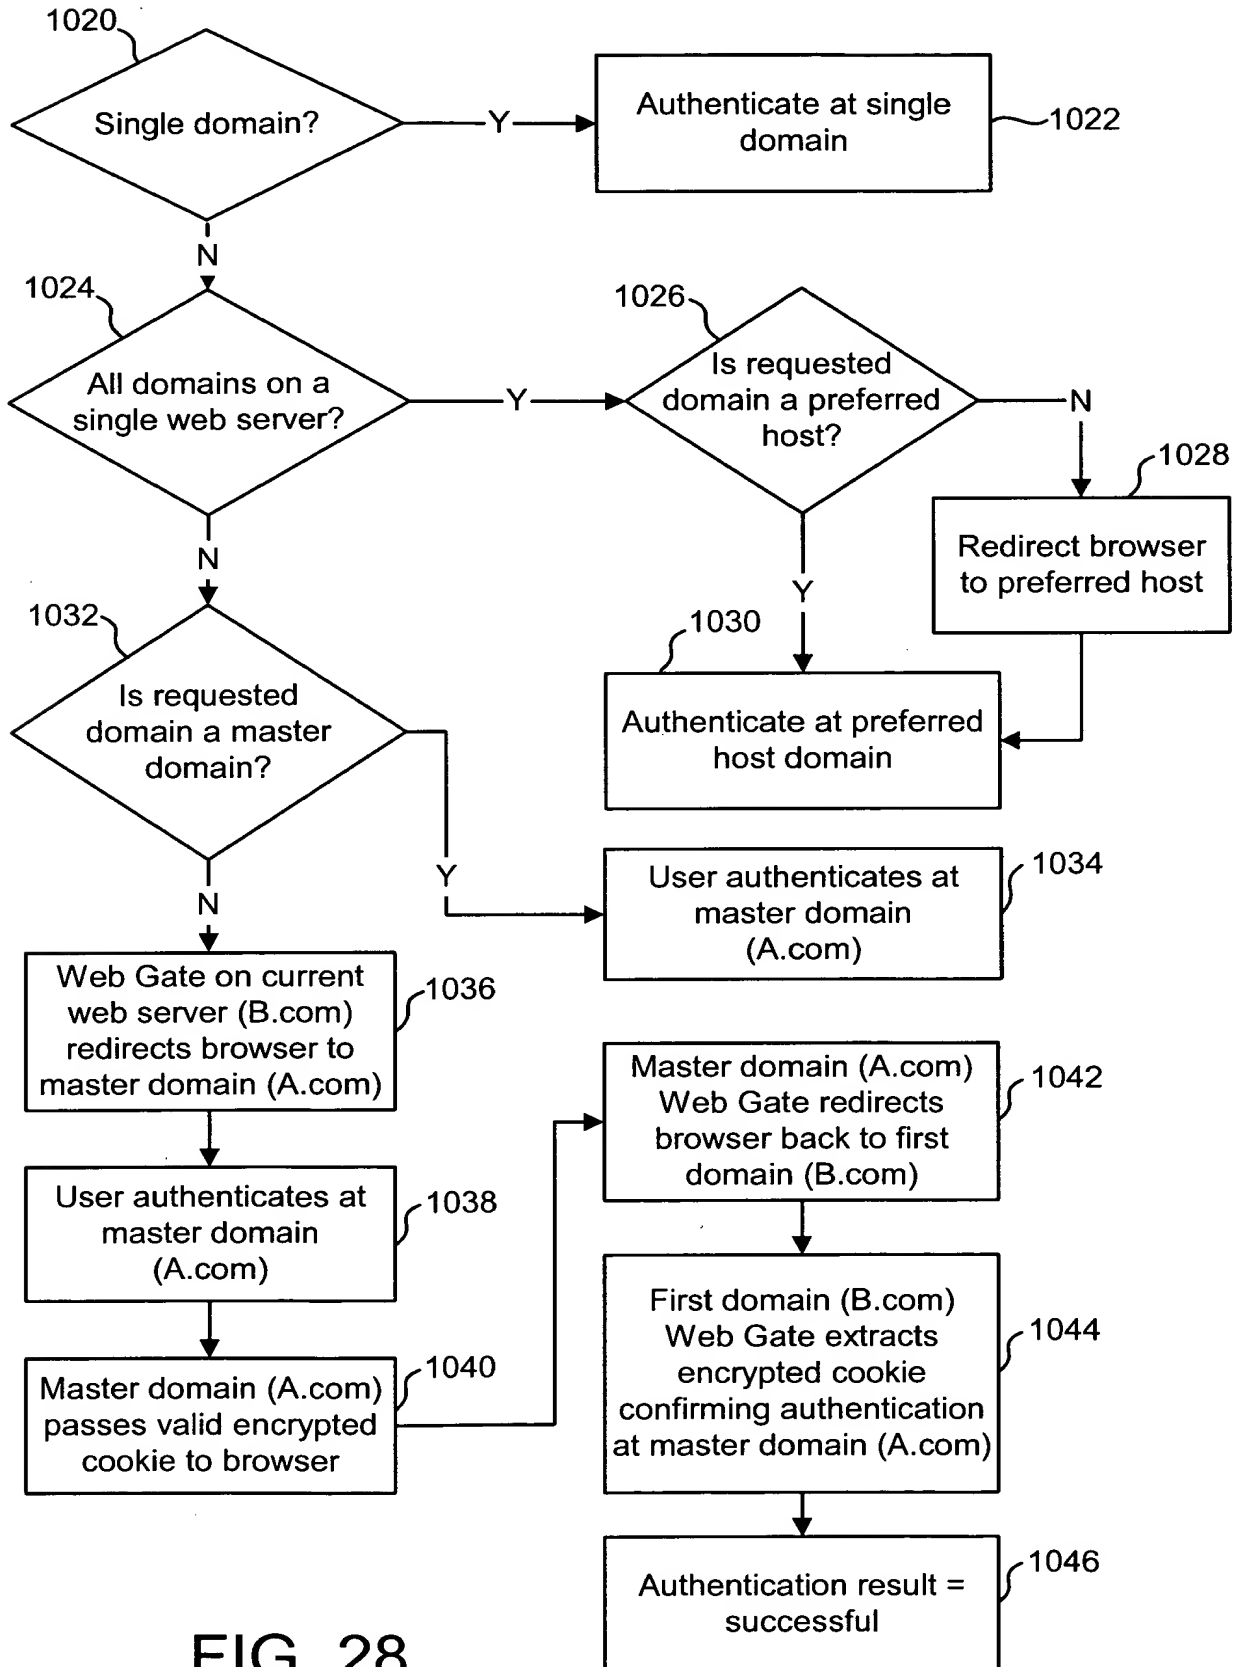 1020
Single domain?
Y
Authenticate at single
domain
1022
N
1024
All domains on a
single web server?
Y
1026
Is requested
domain a preferred
host?
N
1028
Redirect browser
to preferred host
N
Y
1030
Authenticate at preferred
host domain
1032
Is requested
domain a master
domain?
Y
1034
User authenticates at
master domain
(A.com)
N
Web Gate on current
web server (B.com)
redirects browser to
master domain (A.com)
1036
User authenticates at
master domain
(A.com)
1038
Master domain (A.com)
passes valid encrypted
cookie to browser
1040
Master domain (A.com)
Web Gate redirects
browser back to first
domain (B.com)
1042
First domain (B.com)
Web Gate extracts
encrypted cookie
confirming authentication
at master domain (A.com)
1044
Authentication result =
successful
1046
FIG. 28